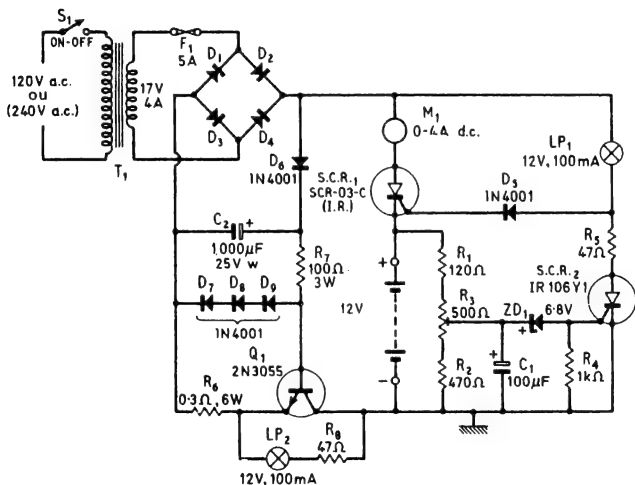 S1
ON-OFF
F1
5A
D1
D2
D3
D4
120V a.c.
ou
(240V a.c.)
17V
4A
T1
M1
0-4A d.c.
LP1
12V, 100mA
D6
1N4001
S.C.R.1
SCR-03-C
(I.R.)
D5
1N4001
C2
+
1,000µF
25V w
R7
100Ω
3W
R5
47Ω
R1
120Ω
S.C.R.2
IR 106 Y1
D7
D8
D9
1N4001
+
12V
R3
500Ω
ZD1
6·8V
+
Q1
2N3055
C1
100µF
R4
1kΩ
R2
470Ω
R6
0·3Ω, 6W
-
LP2
R8
47Ω
12V, 100mA